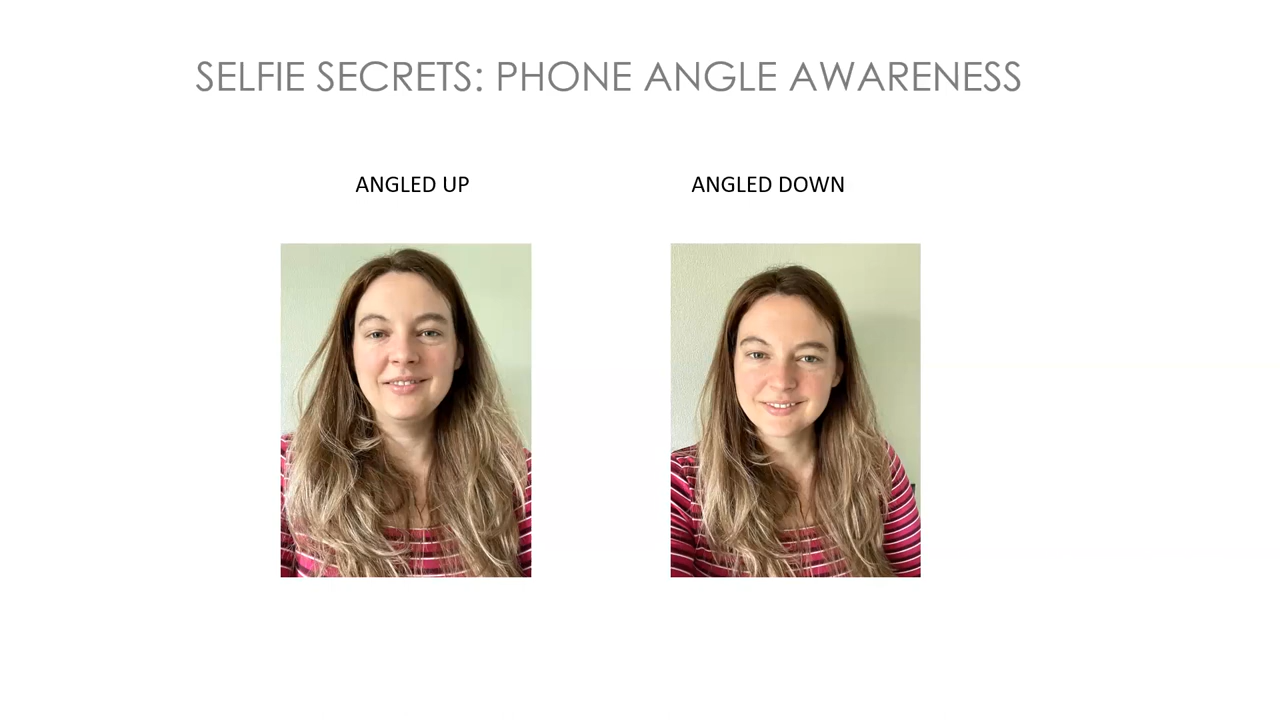 SELFIE SECRETS: PHONE ANGLE AWARENESS
ANGLED UP
ANGLED DOWN